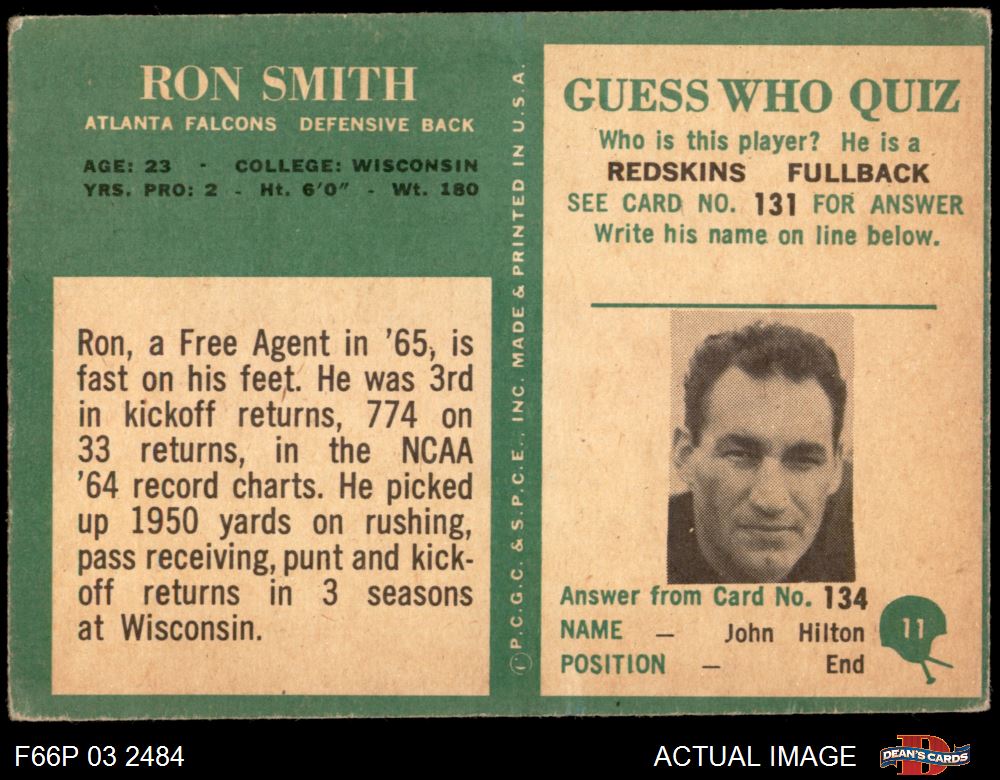 RON SMITH
ATLANTA FALCONS DEFENSIVE BACK
AGE: 23 - COLLEGE: WISCONSIN
YRS. PRO: 2 - Ht. 6'0" - Wt. 180
Ron, a Free Agent in '65, is
fast on his feet. He was 3rd
in kickoff returns, 774 on
33 returns, in the NCAA
'64 record charts. He picked
up 1950 yards on rushing,
pass receiving, punt and kick-
off returns in 3 seasons
at Wisconsin.
Ⓒ P.C.G.C. & S.P.C.E., INC. MADE & PRINTED IN U.S.A.
GUESS WHO QUIZ
Who is this player? He is a
REDSKINS FULLBACK
SEE CARD NO. 131 FOR ANSWER
Write his name on line below.
Answer from Card No. 134
NAME — John Hilton
POSITION — End
11
F66P 03 2484
ACTUAL IMAGE
D
DEAN'S CARDS